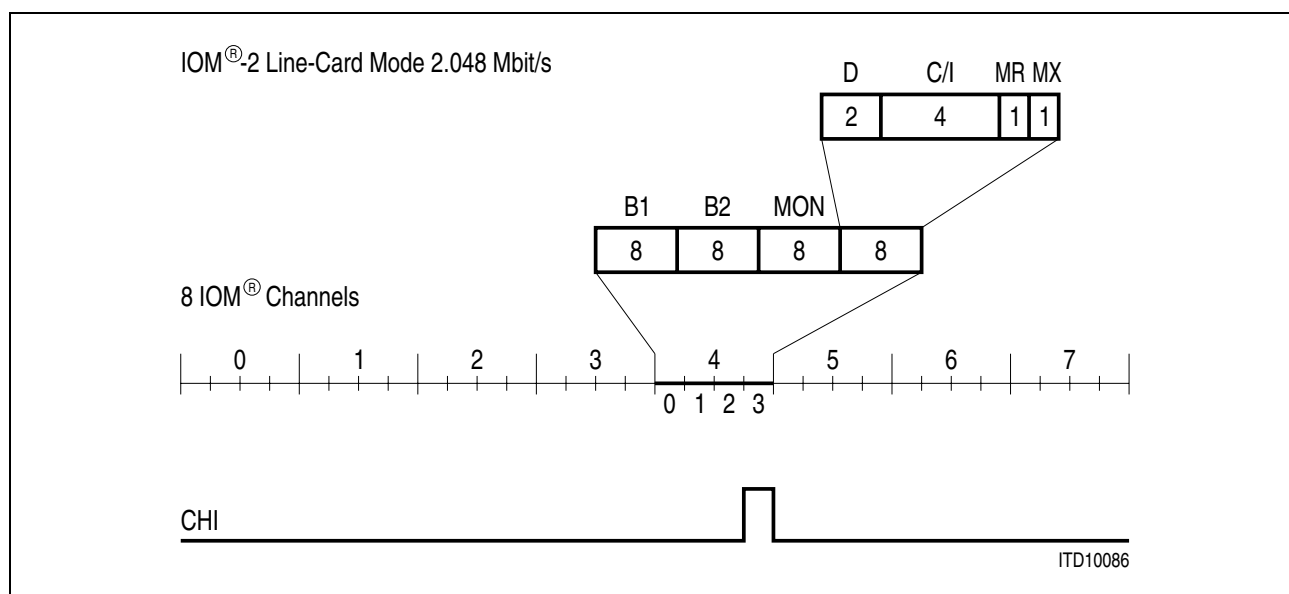 IOM®-2 Line-Card Mode 2.048 Mbit/s
D C/I MR MX
2 4 1 1
B1 B2 MON
8 8 8 8
8 IOM® Channels
0 1 2 3 4 5 6 7
0 1 2 3
CHI
ITD10086